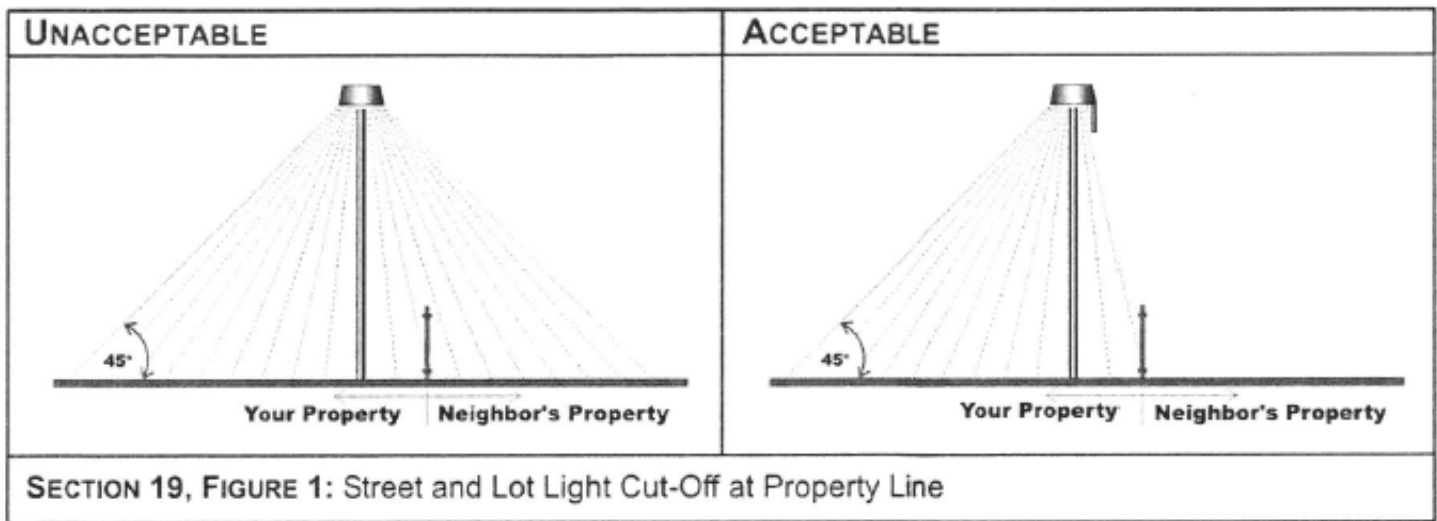 UNACCEPTABLE
ACCEPTABLE
45°
Your Property
Neighbor's Property
45°
Your Property
Neighbor's Property
SECTION 19, FIGURE 1: Street and Lot Light Cut-Off at Property Line